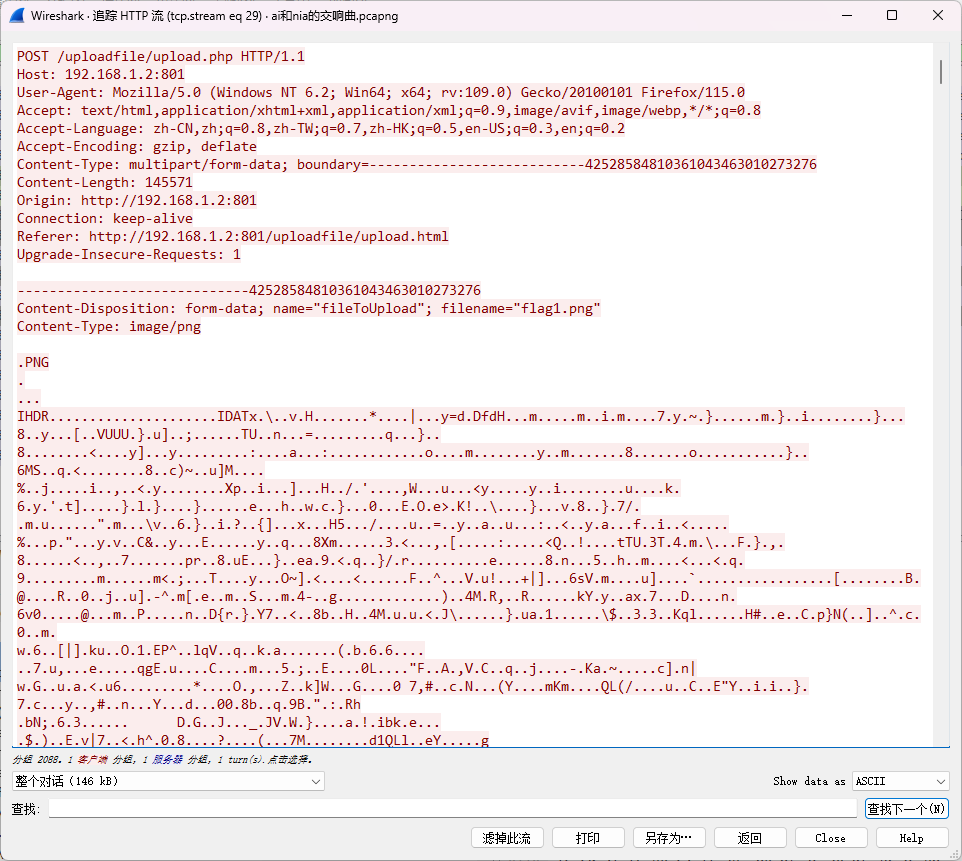 Wireshark · 追踪 HTTP 流 (tcp.stream eq 29) · ai和nia的交响曲.pcapng
POST /uploadfile/upload.php HTTP/1.1
Host: 192.168.1.2:801
User-Agent: Mozilla/5.0 (Windows NT 6.2; Win64; x64; rv:109.0) Gecko/20100101 Firefox/115.0
Accept: text/html,application/xhtml+xml,application/xml;q=0.9,image/avif,image/webp,*/*;q=0.8
Accept-Language: zh-CN,zh;q=0.8,zh-TW;q=0.7,zh-HK;q=0.5,en-US;q=0.3,en;q=0.2
Accept-Encoding: gzip, deflate
Content-Type: multipart/form-data; boundary=---------------------------42528584810361043463010273276
Content-Length: 145571
Origin: http://192.168.1.2:801
Connection: keep-alive
Referer: http://192.168.1.2:801/uploadfile/upload.html
Upgrade-Insecure-Requests: 1
-----------------------------42528584810361043463010273276
Content-Disposition: form-data; name="fileToUpload"; filename="flag1.png"
Content-Type: image/png
.PNG
.
...
IHDR.....................IDATx.\..v.H.......*....|...y=d.DfdH...m.....m..i.m....7.y.~.}......m.}..i........}...
8..y...[..VUUU.}.u]..;......TU..n...=.........q...}..
8.......<....y]...y.........:....a...:............o....m........y..m.......8.......o...........}..
6MS..q.<........8..c)~..u]M....
%..j.....i..,..<.y........Xp..i...]...H../.'....,W...u...<y.....y..i........u....k.
6.y.'.t].....}.l.}....}......e...h..w.c.}...0...E.O.e>.K!..\....}...v.8..}.7/.
.m.u......".m...\v..6.}..i.?..{]...x...H5.../....u..=..y..a..u...:..<..y.a...f..i..<.....
%...p."...y.v..C&..y...E......y..q...8Xm......3.<...,.[.....:.....<Q..!....tTU.3T.4.m.\...F.}.,.
8......<..,..7.......pr..8.uE...}..ea.9.<.q..}/.r..........e......8.n...5..h..m....<...<.q.
9.........m......m<.;...T....y...O~].<....<......F..^...V.u!...+|]...6sV.m....u]....`.................[........B.
@....R..0..j..u].-^.m[.e..m..S...m.4-..g.............)..4M.R,..R......kY.y..ax.7...D....n.
6v0.....@...m..P.....n..D{r.}.Y7..<..8b..H..4M.u.u.<.J\......}.ua.1......\$..3.3..Kql......H#..e..C.p}N(..]..^.c.
0..m.
w.6..[|].ku..O.1.EP^..lqV..q..k.a.......(.b.6.6....
..7.u,...e.....qgE.u....C....m...5.;..E....0L...."F..A.,V.C..q..j....-.Ka.~.....c].n|
w.G..u.a.<.u6.........*....O.,...Z..k]W...G....0 7,#..c.N...(Y....mKm....QL(/....u..C..E"Y..i.i..}.
7.c...y..,#..n...Y...d...00.8b..q.9B.".:.Rh
.bN;.6.3...... D.G..J..._.JV.W.}....a.!.ibk.e...
.$.)..E.v|7..<.h^.0.8....?....(...7M........d1QLl..eY.....g
分组 2088。1 客户端 分组，1 服务器 分组，1 turn(s).点击选择。
整个对话（146 kB）
Show data as ASCII
查找:
查找下一个(N)
滤掉此流 打印 另存为… 返回 Close Help